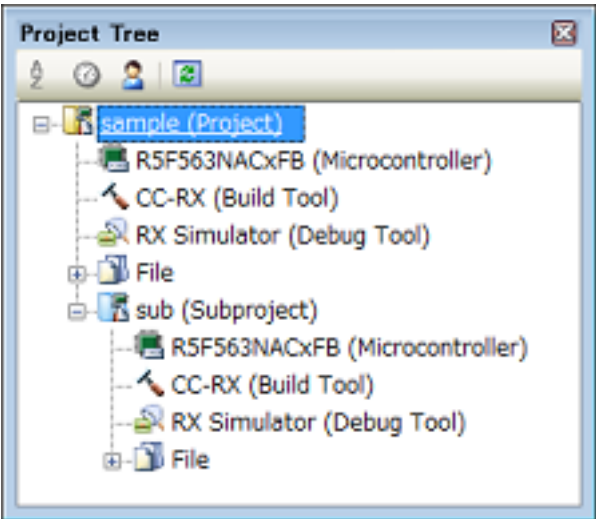 Project Tree
sample (Project)
R5F563NACxFB (Microcontroller)
CC-RX (Build Tool)
RX Simulator (Debug Tool)
File
sub (Subproject)
R5F563NACxFB (Microcontroller)
CC-RX (Build Tool)
RX Simulator (Debug Tool)
File